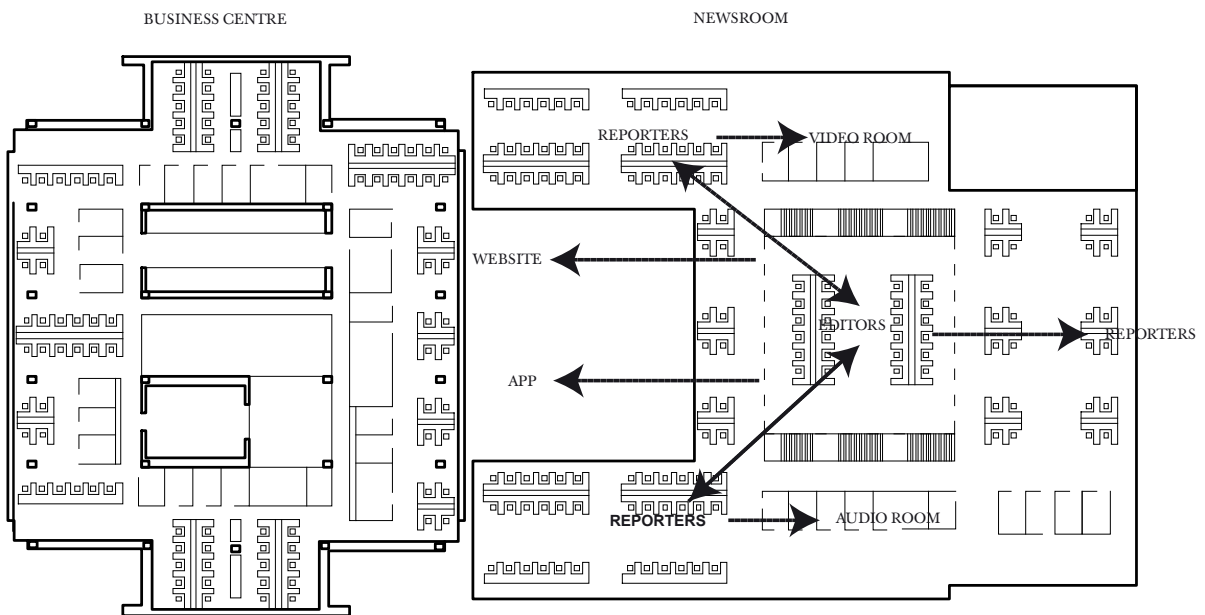 BUSINESS CENTRE
NEWSROOM
REPORTERS
VIDEO ROOM
WEBSITE
EDITORS
REPORTERS
APP
REPORTERS
AUDIO ROOM